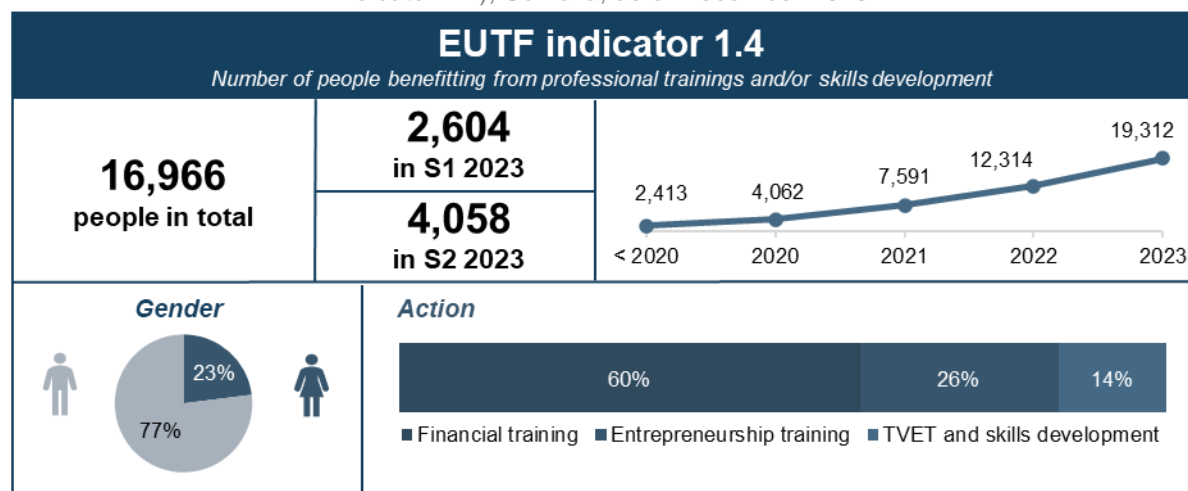 EUTF indicator 1.4
Number of people benefitting from professional trainings and/or skills development
16,966
people in total
2,604
in S1 2023
4,058
in S2 2023
2,413
4,062
7,591
12,314
19,312
< 2020
2020
2021
2022
2023
Gender
23%
77%
Action
60%
26%
14%
Financial training
Entrepreneurship training
TVET and skills development